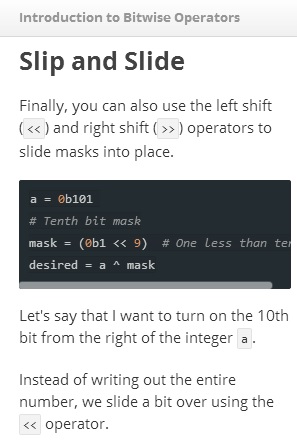 Introduction to Bitwise Operators
Slip and Slide
Finally, you can also use the left shift
( << ) and right shift ( >> ) operators to
slide masks into place.
a = 0b101
# Tenth bit mask
mask = (0b1 << 9)  # One less than te
desired = a ^ mask
Let's say that I want to turn on the 10th
bit from the right of the integer a .
Instead of writing out the entire
number, we slide a bit over using the
<< operator.